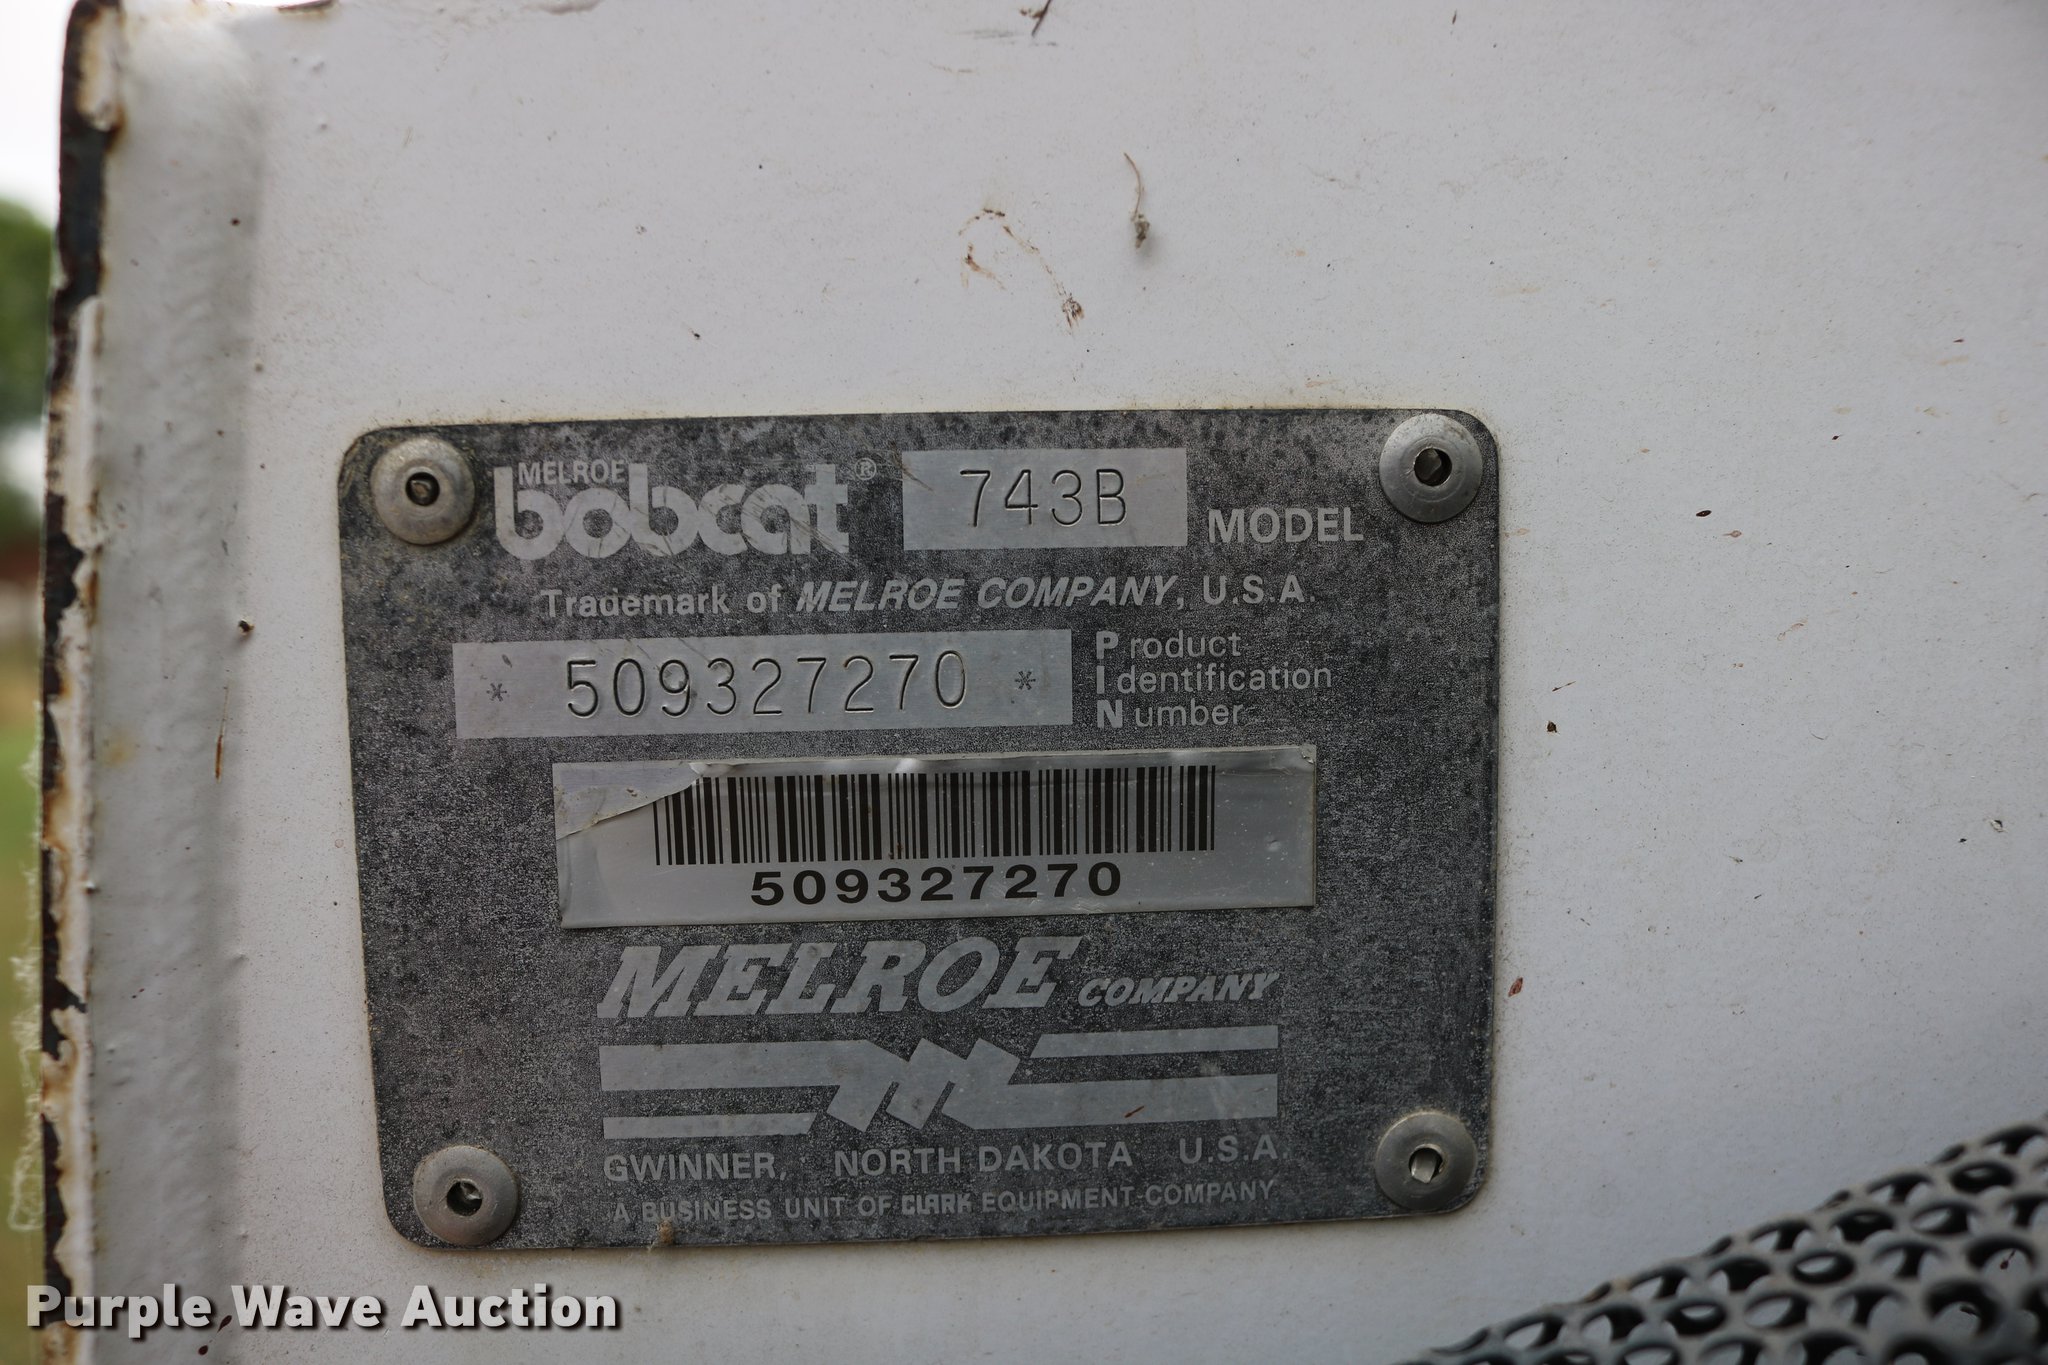 MELROE
bobcat® 743B MODEL
Trademark of MELROE COMPANY, U.S.A.
* 509327270 * Product Identification Number
509327270
MELROE COMPANY
GWINNER, NORTH DAKOTA U.S.A.
A BUSINESS UNIT OF CLARK EQUIPMENT COMPANY
Purple Wave Auction